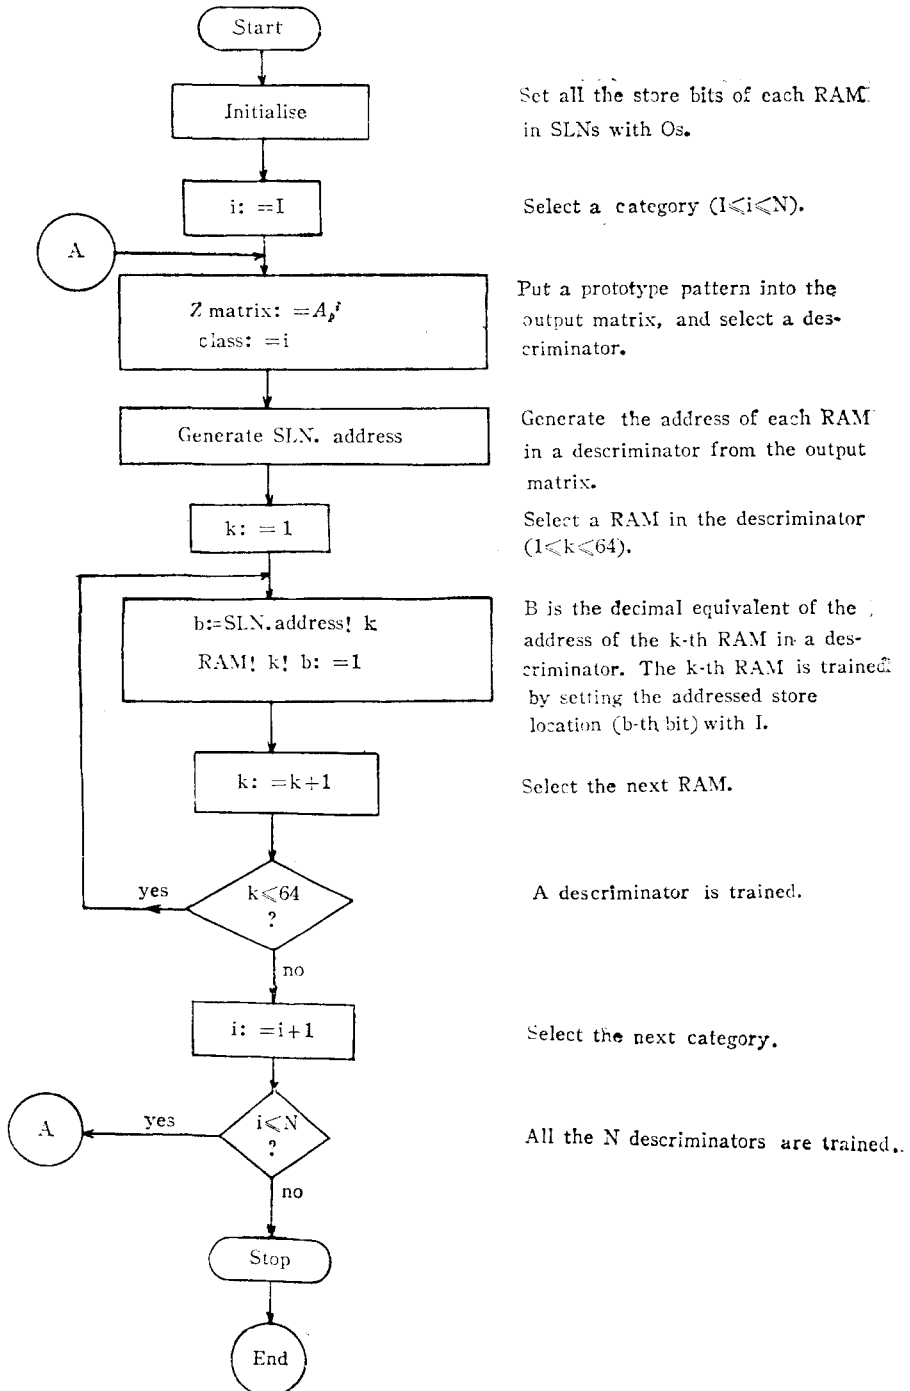 Start
Initialise
Set all the store bits of each RAM
in SLNs with Os.
i: =I
Select a category (I⩽i⩽N).
A
Z matrix: =A_p^i
class: =i
Put a prototype pattern into the
output matrix, and select a des-
criminator.
Generate SLN. address
Generate the address of each RAM
in a descriminator from the output
matrix.
k: =1
Select a RAM in the descriminator
(1⩽k⩽64).
b:=SLN.address! k
RAM! k! b: =1
B is the decimal equivalent of the
address of the k-th RAM in a des-
criminator. The k-th RAM is trained
by setting the addressed store
location (b-th bit) with I.
k: =k+1
Select the next RAM.
yes
k⩽64
?
A descriminator is trained.
no
i: =i+1
Select the next category.
A
yes
i⩽N
?
All the N descriminators are trained.
no
Stop
End